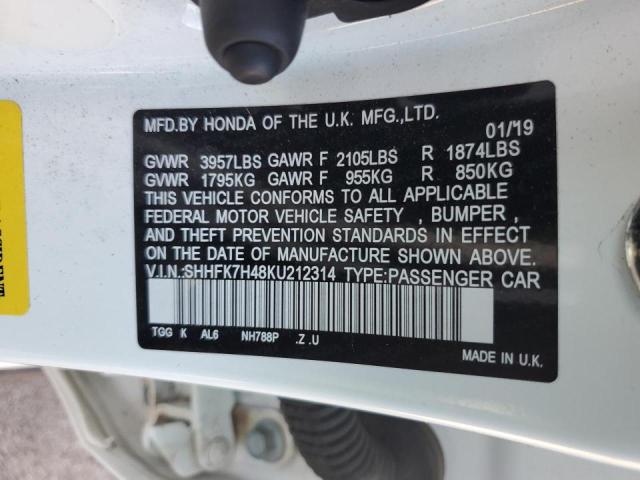 MFD.BY HONDA OF THE U.K. MFG.,LTD.
01/'19
GVWR 3957LBS GAWR F 2105LBS R 1874LBS
GVWR 1795KG GAWR F 955KG R 850KG
THIS VEHICLE CONFORMS TO ALL APPLICABLE
FEDERAL MOTOR VEHICLE SAFETY , BUMPER ,
AND THEFT PREVENTION STANDARDS IN EFFECT
ON THE DATE OF MANUFACTURE SHOWN ABOVE.
V.I.N.:SHHFK7H48KU212314 TYPE:PASSENGER CAR
TGG K AL6 NH788P .Z .U
MADE IN U.K.